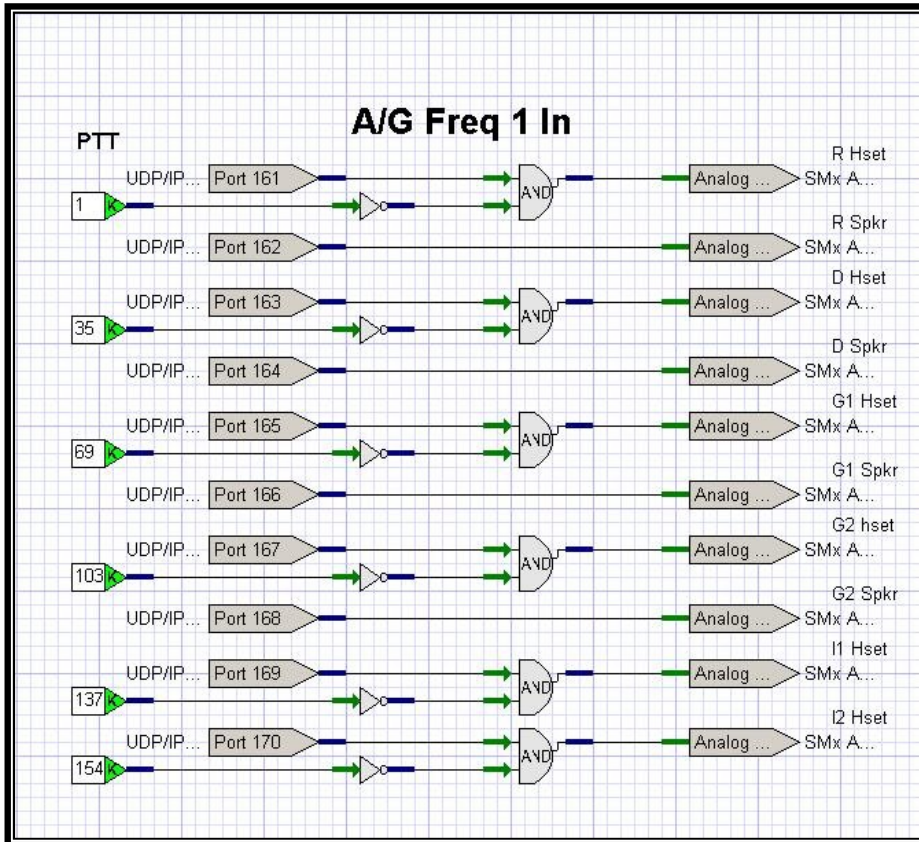 A/G Freq 1 In
PTT
R Hset
UDP/IP... Port 161 AND Analog ... SMx A...
1 K
R Spkr
UDP/IP... Port 162 Analog ... SMx A...
D Hset
UDP/IP... Port 163 AND Analog ... SMx A...
35 K
D Spkr
UDP/IP... Port 164 Analog ... SMx A...
G1 Hset
UDP/IP... Port 165 AND Analog ... SMx A...
69 K
G1 Spkr
UDP/IP... Port 166 Analog ... SMx A...
G2 hset
UDP/IP... Port 167 AND Analog ... SMx A...
103 K
G2 Spkr
UDP/IP... Port 168 Analog ... SMx A...
I1 Hset
UDP/IP... Port 169 AND Analog ... SMx A...
137 K
I2 Hset
UDP/IP... Port 170 AND Analog ... SMx A...
154 K